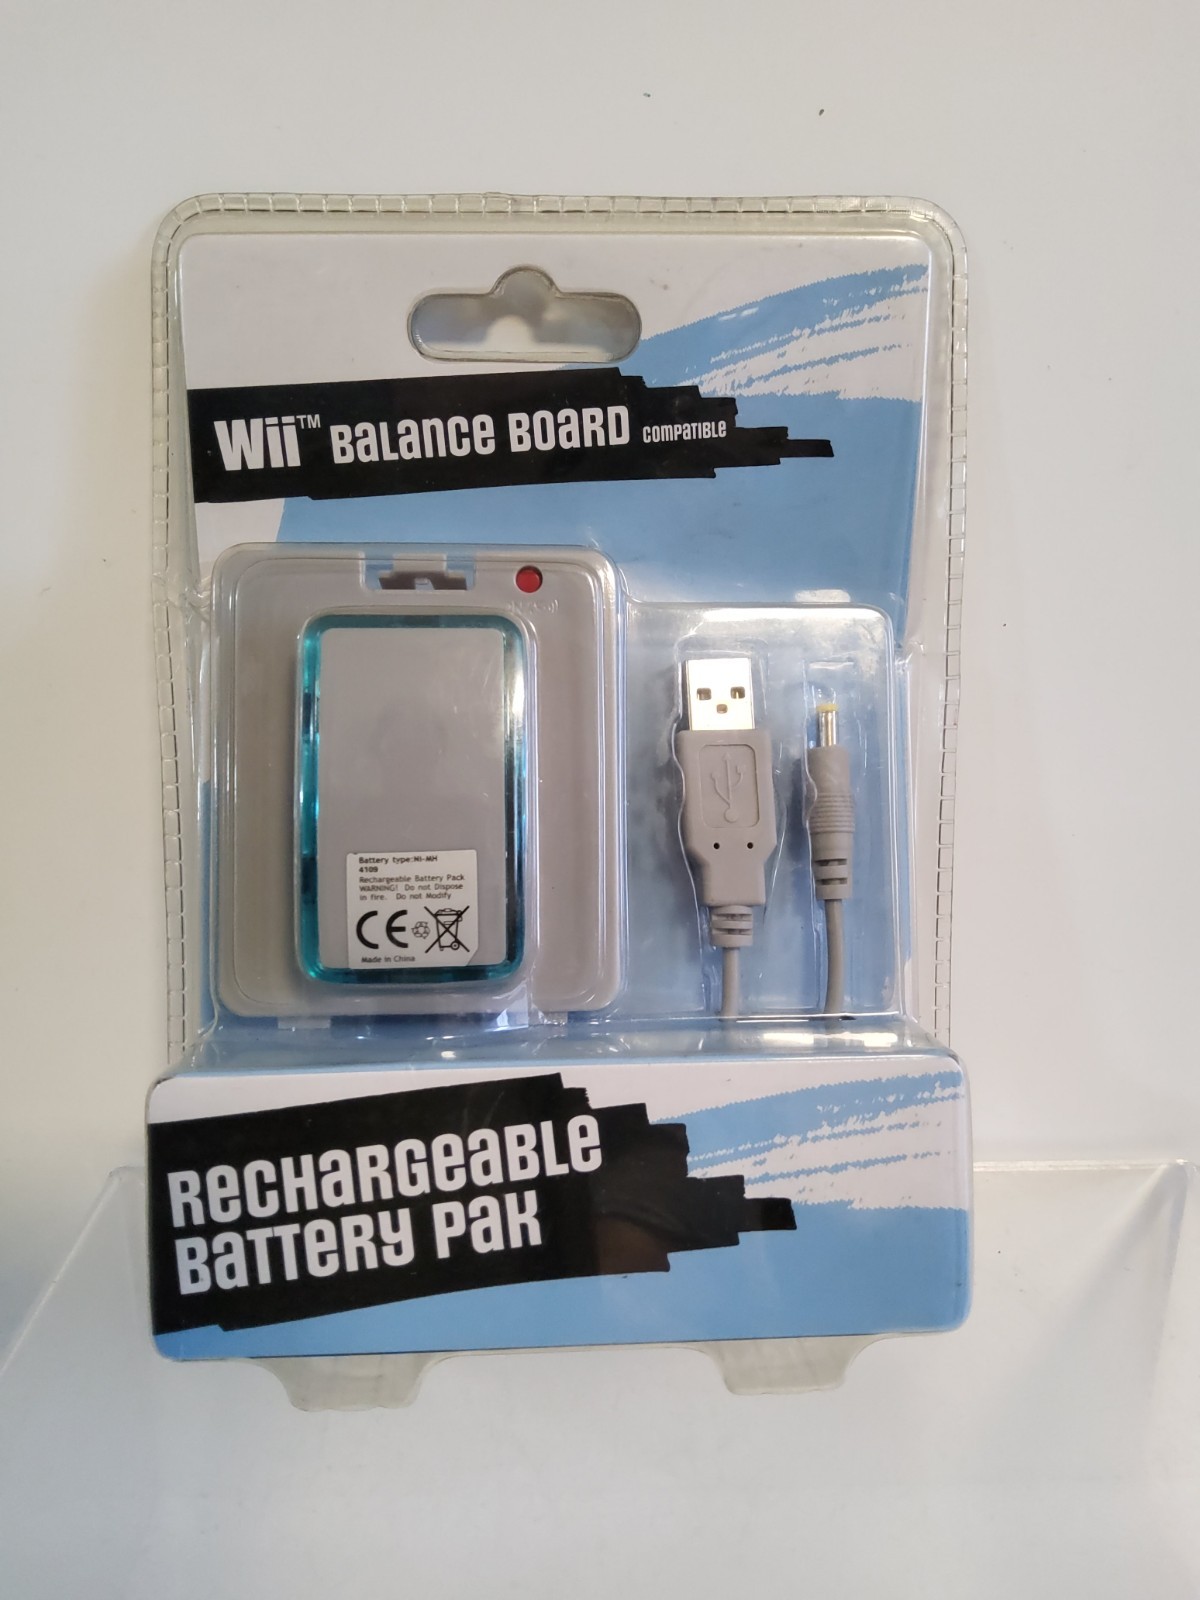 Wii™ BALANCE BOARD COMPATIBLE
Battery type:Ni-MH
4109
Rechargeable Battery Pack
WARNING! Do not Dispose
in fire. Do not Modify
CE
Made in China
RECHARGEABLE
BATTERY PAK